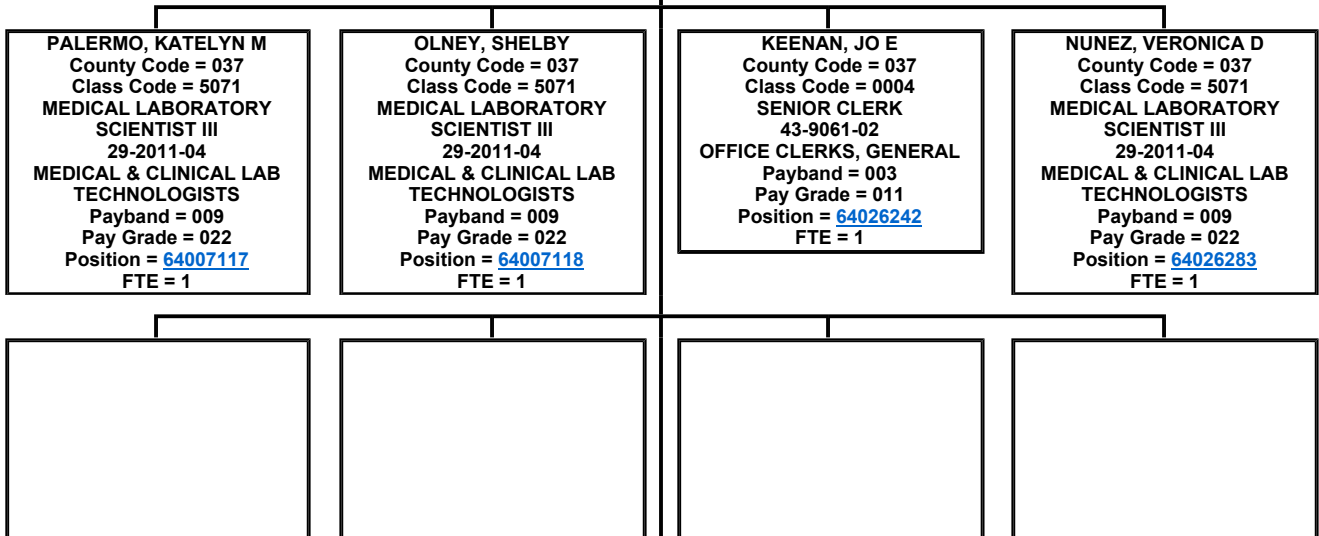 PALERMO, KATELYN M
County Code = 037
Class Code = 5071
MEDICAL LABORATORY
SCIENTIST III
29-2011-04
MEDICAL & CLINICAL LAB
TECHNOLOGISTS
Payband = 009
Pay Grade = 022
Position = 64007117
FTE = 1
OLNEY, SHELBY
County Code = 037
Class Code = 5071
MEDICAL LABORATORY
SCIENTIST III
29-2011-04
MEDICAL & CLINICAL LAB
TECHNOLOGISTS
Payband = 009
Pay Grade = 022
Position = 64007118
FTE = 1
KEENAN, JO E
County Code = 037
Class Code = 0004
SENIOR CLERK
43-9061-02
OFFICE CLERKS, GENERAL
Payband = 003
Pay Grade = 011
Position = 64026242
FTE = 1
NUNEZ, VERONICA D
County Code = 037
Class Code = 5071
MEDICAL LABORATORY
SCIENTIST III
29-2011-04
MEDICAL & CLINICAL LAB
TECHNOLOGISTS
Payband = 009
Pay Grade = 022
Position = 64026283
FTE = 1